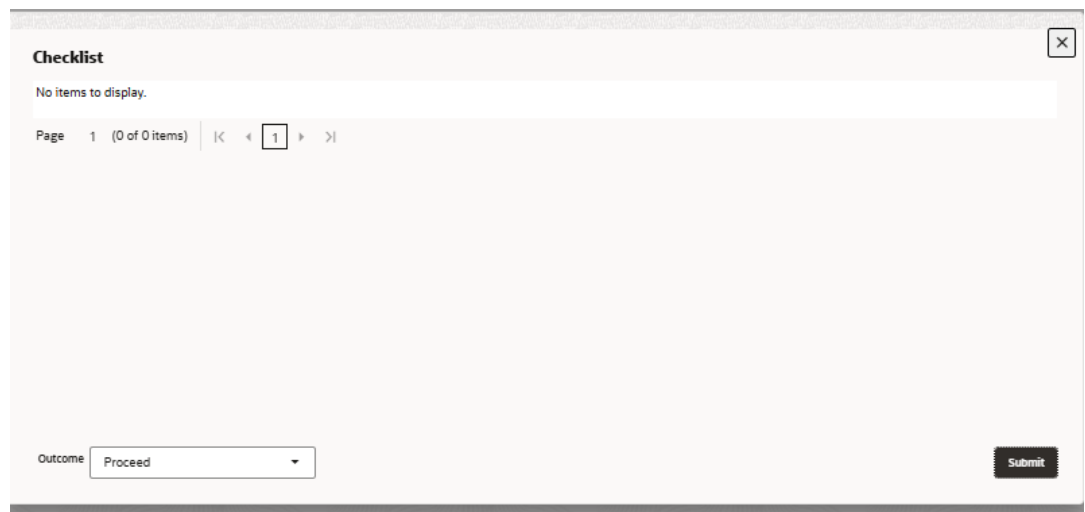 Checklist
No items to display.
Page 1 (0 of 0 items) 1
Outcome Proceed
Submit